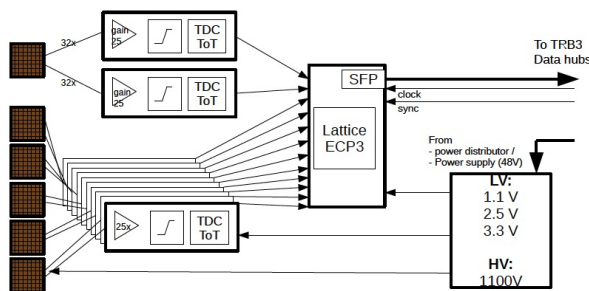 32x
32x
gain
25
TDC
ToT
gain
25
TDC
ToT
SFP
Lattice
ECP3
To TRB3
Data hubs
clock
sync
From
- power distributor /
- Power supply (48V)
LV:
1.1 V
2.5 V
3.3 V
HV:
1100V
25x
TDC
ToT